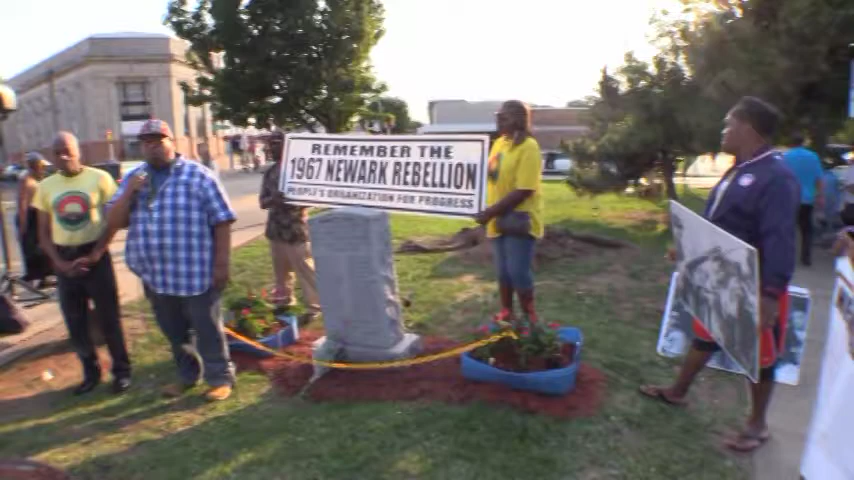 REMEMBER THE
1967 NEWARK REBELLION
PEOPLE'S ORGANIZATION FOR PROGRESS